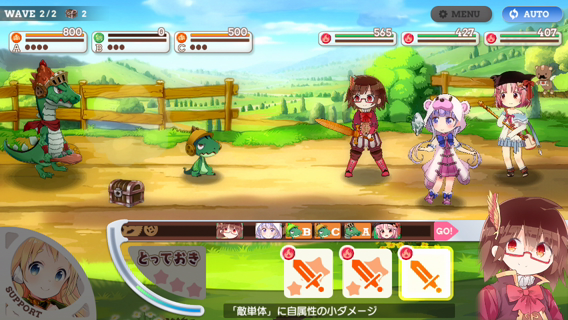 WAVE 2/2 2
MENU
AUTO
800
0
500
565
427
407
A
B
C
B C A
GO!
SUPPORT
とっておき
「敵単体」に自属性の小ダメージ